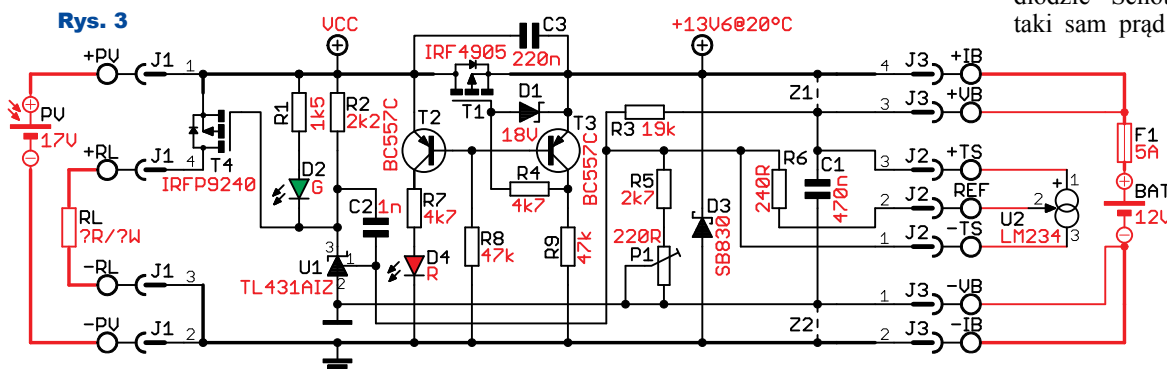 diodzie Schot
taki sam prąd
Rys. 3
VCC
C3
220n
+13V6@20°C
IRF4905
T1
+PV
J1
1
R1
1k5
R2
2k2
T2
BC557C
D1
18V
T3
BC557C
R3
19k
Z1
4
J3
+IB
3
J3
+VB
PV
17V
+RL
J1
4
T4
IRFP9240
D2
G
C2
1n
R7
4k7
R4
4k7
R5
2k7
R6
240R
C1
470n
3
J2
+TS
2
J2
REF
1
J2
-TS
+
1
2
3
U2
LM234
F1
5A
BAT
12V
RL
?R/?W
-RL
J1
3
U1
3
1
2
TL431AIZ
D4
R
R8
47k
R9
47k
220R
P1
D3
SB830
1
J3
-VB
-PV
J1
2
Z2
2
J3
-IB